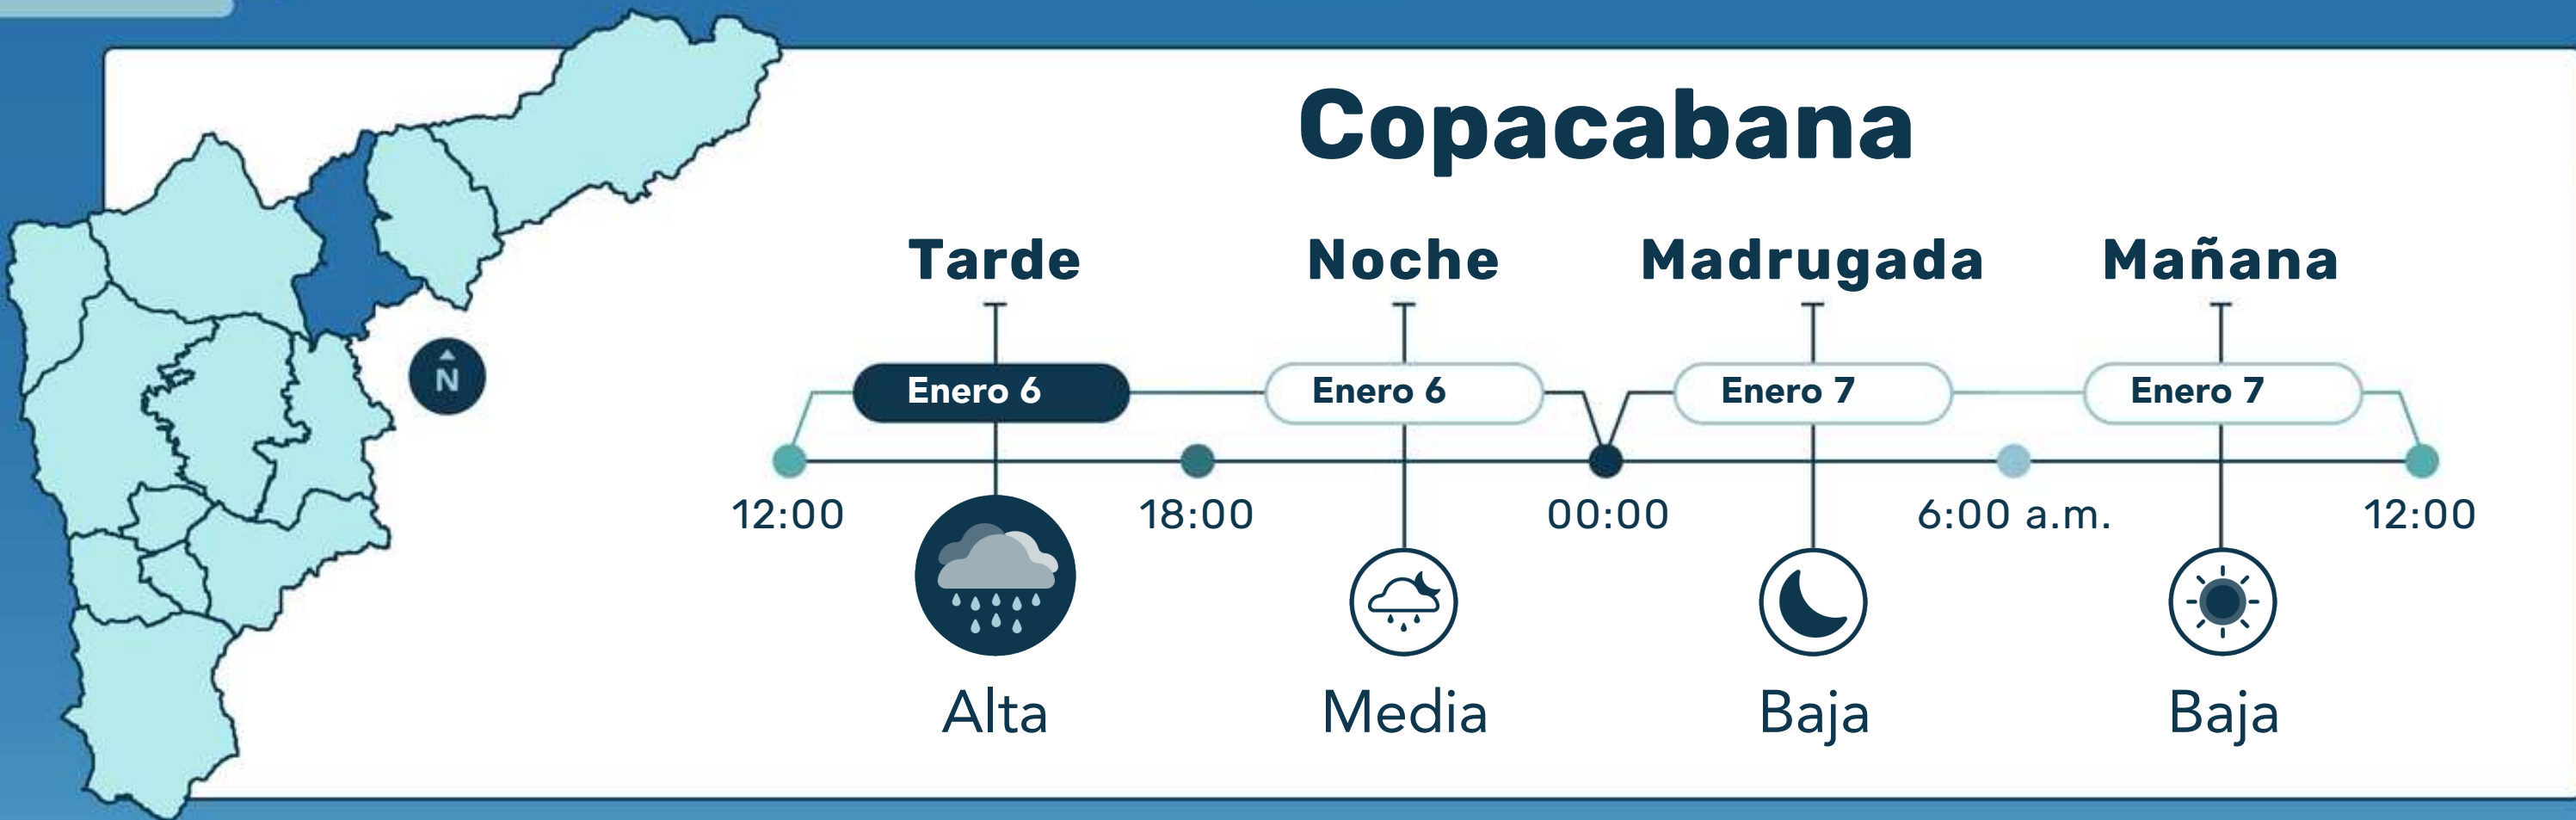 Copacabana
Tarde Noche Madrugada Mañana
Enero 6 Enero 6 Enero 7 Enero 7
N
12:00 18:00 00:00 6:00 a.m. 12:00
Alta Media Baja Baja